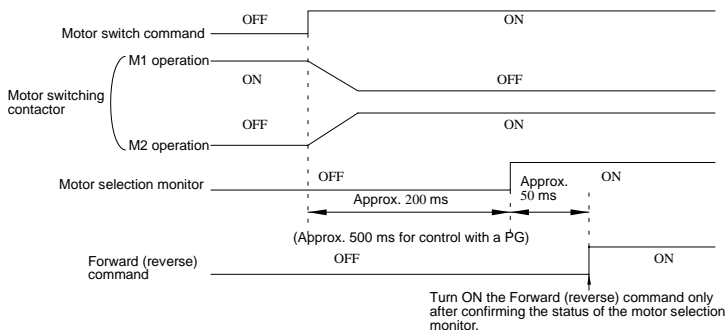 OFF ON
Motor switch command
M1 operation
ON OFF
Motor switching
contactor
OFF ON
M2 operation
Motor selection monitor
OFF ON
Approx.
50 ms
Approx. 200 ms
(Approx. 500 ms for control with a PG)
Forward (reverse)
command
OFF ON
Turn ON the Forward (reverse) command only
after confirming the status of the motor selection
monitor.